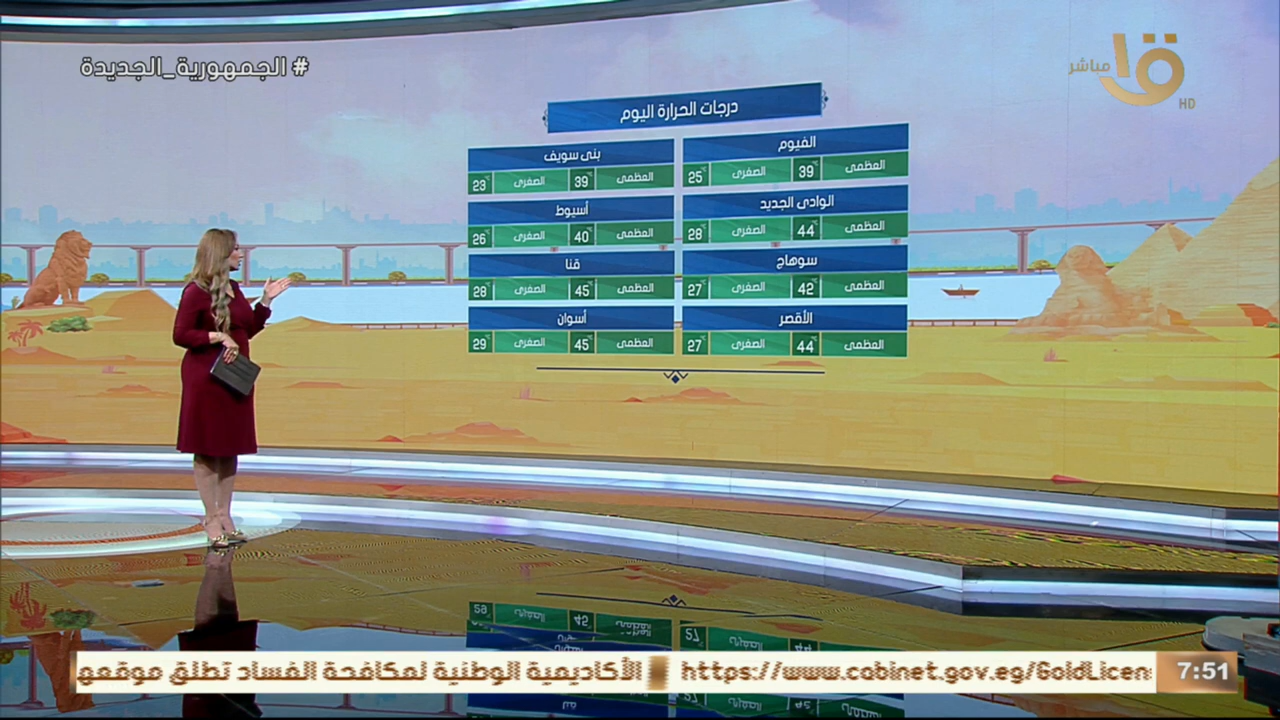 # الجمهورية_الجديدة
مباشر
HD
درجات الحرارة اليوم
الفيوم
العظمى 39°c الصغرى 25°c
بنى سويف
العظمى 39°c الصغرى 23°c
الوادى الجديد
العظمى 44°c الصغرى 28°c
أسيوط
العظمى 40°c الصغرى 26°c
سوهاج
العظمى 42°c الصغرى 27°c
قنا
العظمى 45°c الصغرى 28°c
الأقصر
العظمى 44°c الصغرى 27°c
أسوان
العظمى 45°c الصغرى 29°c
https://www.cabinet.gov.eg/GoldLicen
الأكاديمية الوطنية لمكافحة الفساد تطلق
7:51